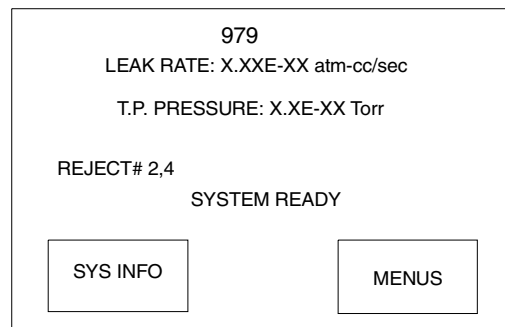 979
LEAK RATE: X.XXE-XX atm-cc/sec
T.P. PRESSURE: X.XE-XX Torr
REJECT# 2,4
SYSTEM READY
SYS INFO
MENUS